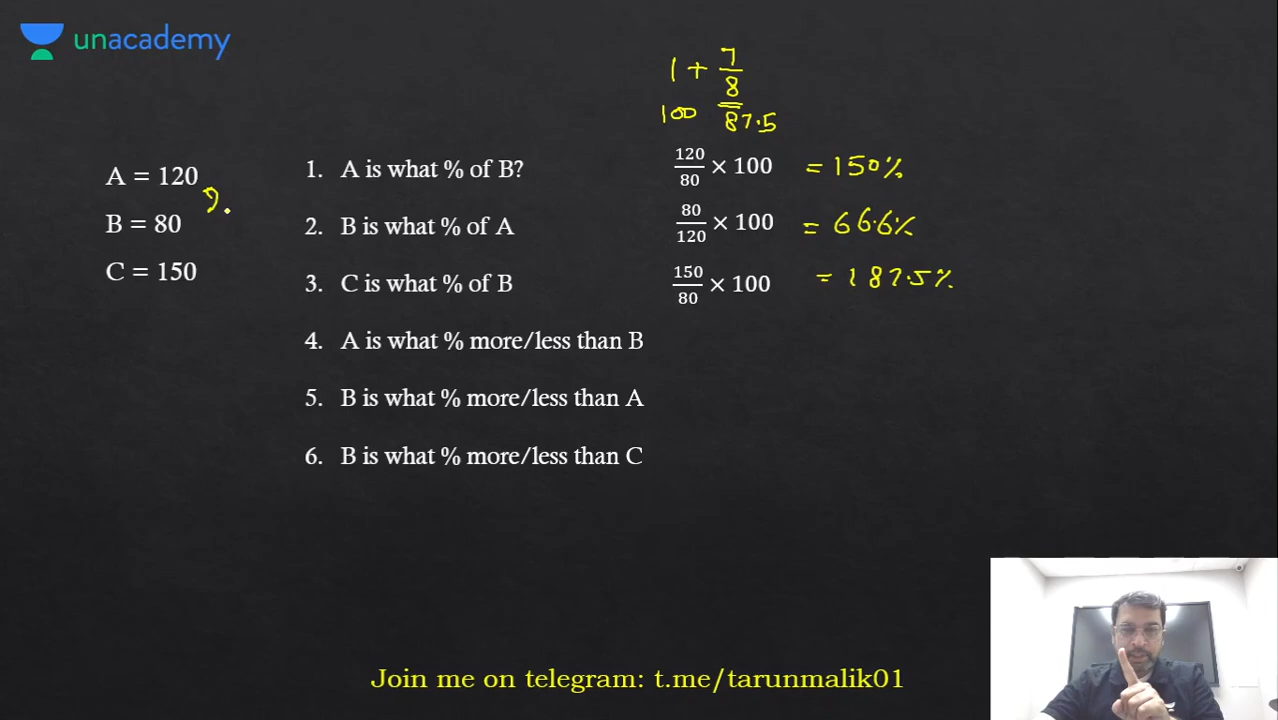 unacademy
1 + 7/8
100 87.5
A = 120
B = 80
C = 150
1. A is what % of B? 120/80 × 100 = 150%
2. B is what % of A 80/120 × 100 = 66.6%
3. C is what % of B 150/80 × 100 = 187.5%
4. A is what % more/less than B
5. B is what % more/less than A
6. B is what % more/less than C
Join me on telegram: t.me/tarunmalik01